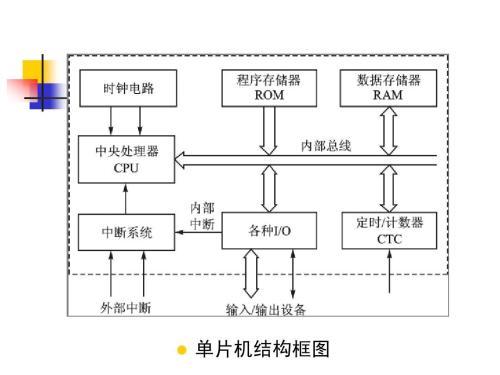 时钟电路
程序存储器
ROM
数据存储器
RAM
内部总线
中央处理器
CPU
内部
中断
中断系统
各种I/O
定时/计数器
CTC
外部中断
输入/输出设备
单片机结构框图